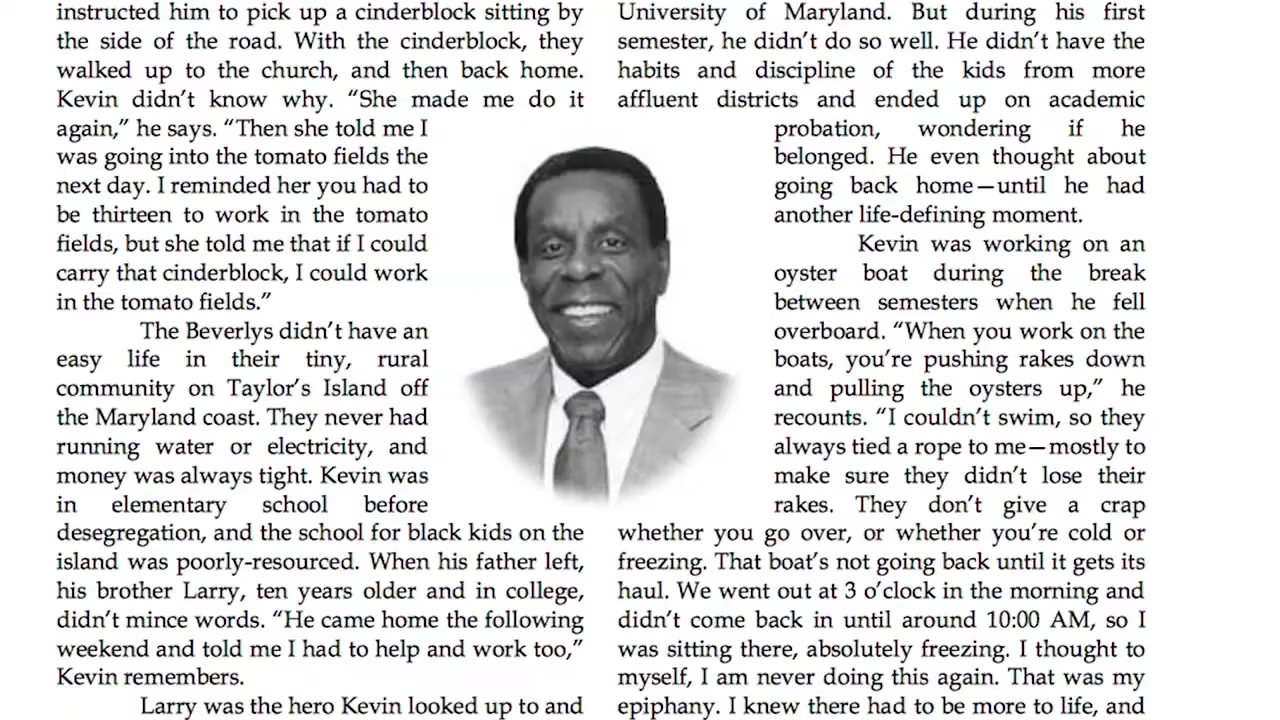 instructed him to pick up a cinderblock sitting by
the side of the road. With the cinderblock, they
walked up to the church, and then back home.
Kevin didn’t know why. “She made me do it
again,” he says. “Then she told me I
was going into the tomato fields the
next day. I reminded her you had to
be thirteen to work in the tomato
fields, but she told me that if I could
carry that cinderblock, I could work
in the tomato fields.”
The Beverlys didn’t have an
easy life in their tiny, rural
community on Taylor’s Island off
the Maryland coast. They never had
running water or electricity, and
money was always tight. Kevin was
in elementary school before
desegregation, and the school for black kids on the
island was poorly-resourced. When his father left,
his brother Larry, ten years older and in college,
didn’t mince words. “He came home the following
weekend and told me I had to help and work too,”
Kevin remembers.
Larry was the hero Kevin looked up to and
University of Maryland. But during his first
semester, he didn’t do so well. He didn’t have the
habits and discipline of the kids from more
affluent districts and ended up on academic
probation, wondering if he
belonged. He even thought about
going back home—until he had
another life-defining moment.
Kevin was working on an
oyster boat during the break
between semesters when he fell
overboard. “When you work on the
boats, you’re pushing rakes down
and pulling the oysters up,” he
recounts. “I couldn’t swim, so they
always tied a rope to me—mostly to
make sure they didn’t lose their
rakes. They don’t give a crap
whether you go over, or whether you’re cold or
freezing. That boat’s not going back until it gets its
haul. We went out at 3 o’clock in the morning and
didn’t come back in until around 10:00 AM, so I
was sitting there, absolutely freezing. I thought to
myself, I am never doing this again. That was my
epiphany. I knew there had to be more to life, and